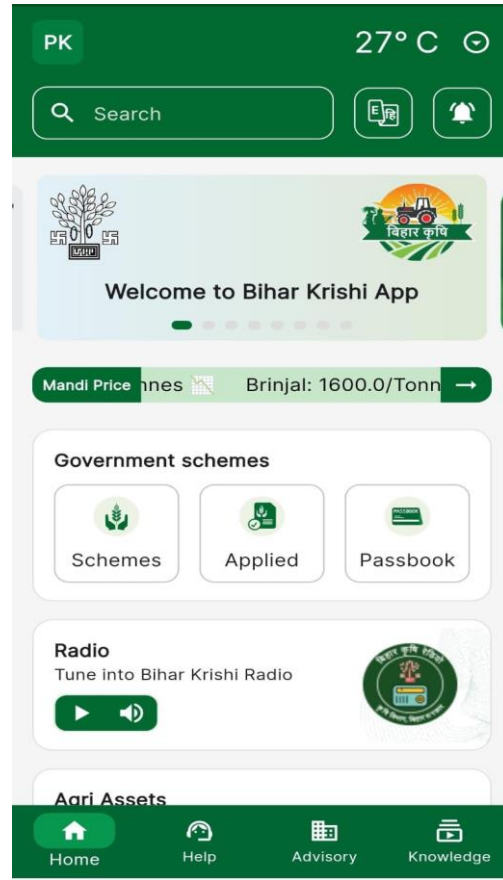 PK
27° C
Search
E हि
बिहार कृषि
Welcome to Bihar Krishi App
Mandi Price nnes Brinjal: 1600.0/Tonn
Government schemes
PASSBOOK
Schemes Applied Passbook
Radio
Tune into Bihar Krishi Radio
बिहार कृषि रेडियो
कृषि विभाग, बिहार सरकार
Agri Assets
Home Help Advisory Knowledge